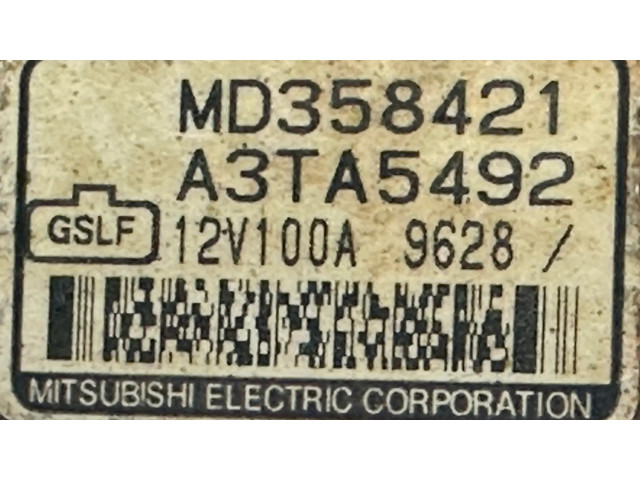 MD358421
A3TA5492
GSLF 12V100A 9628 /
MITSUBISHI ELECTRIC CORPORATION